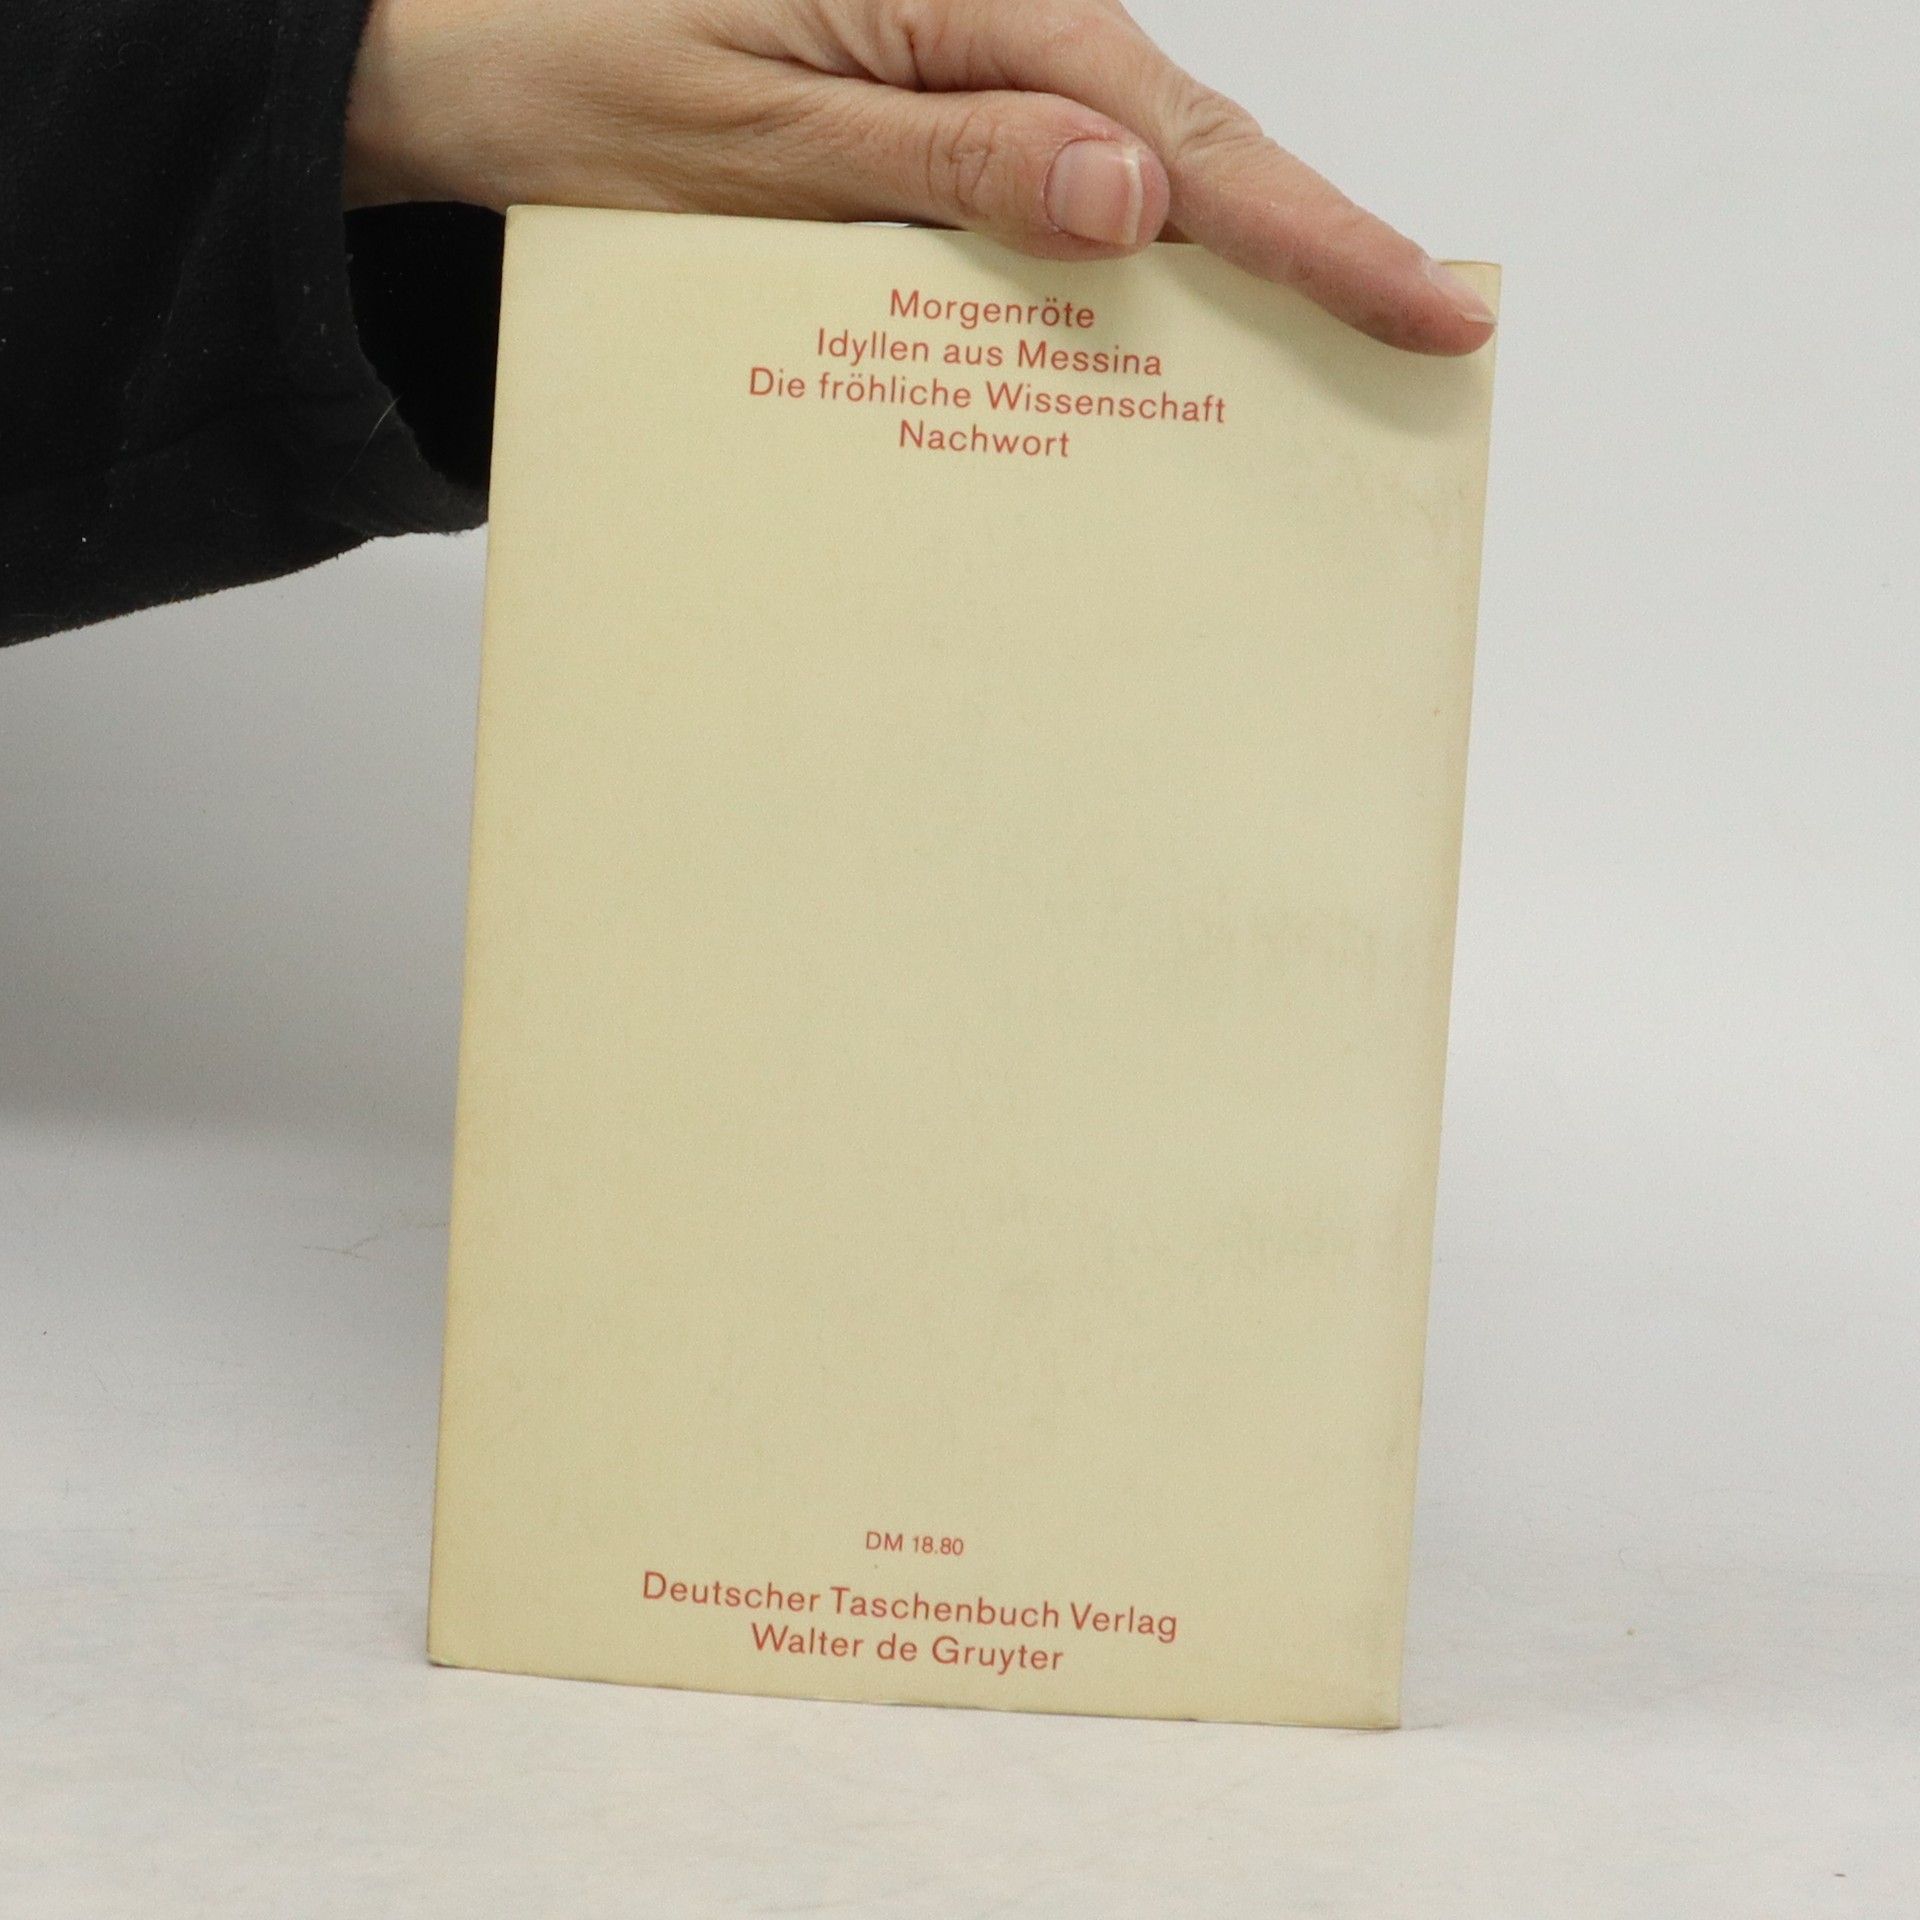 Morgenröte
Idyllen aus Messina
Die fröhliche Wissenschaft
Nachwort
DM 18.80
Deutscher Taschenbuch Verlag
Walter de Gruyter